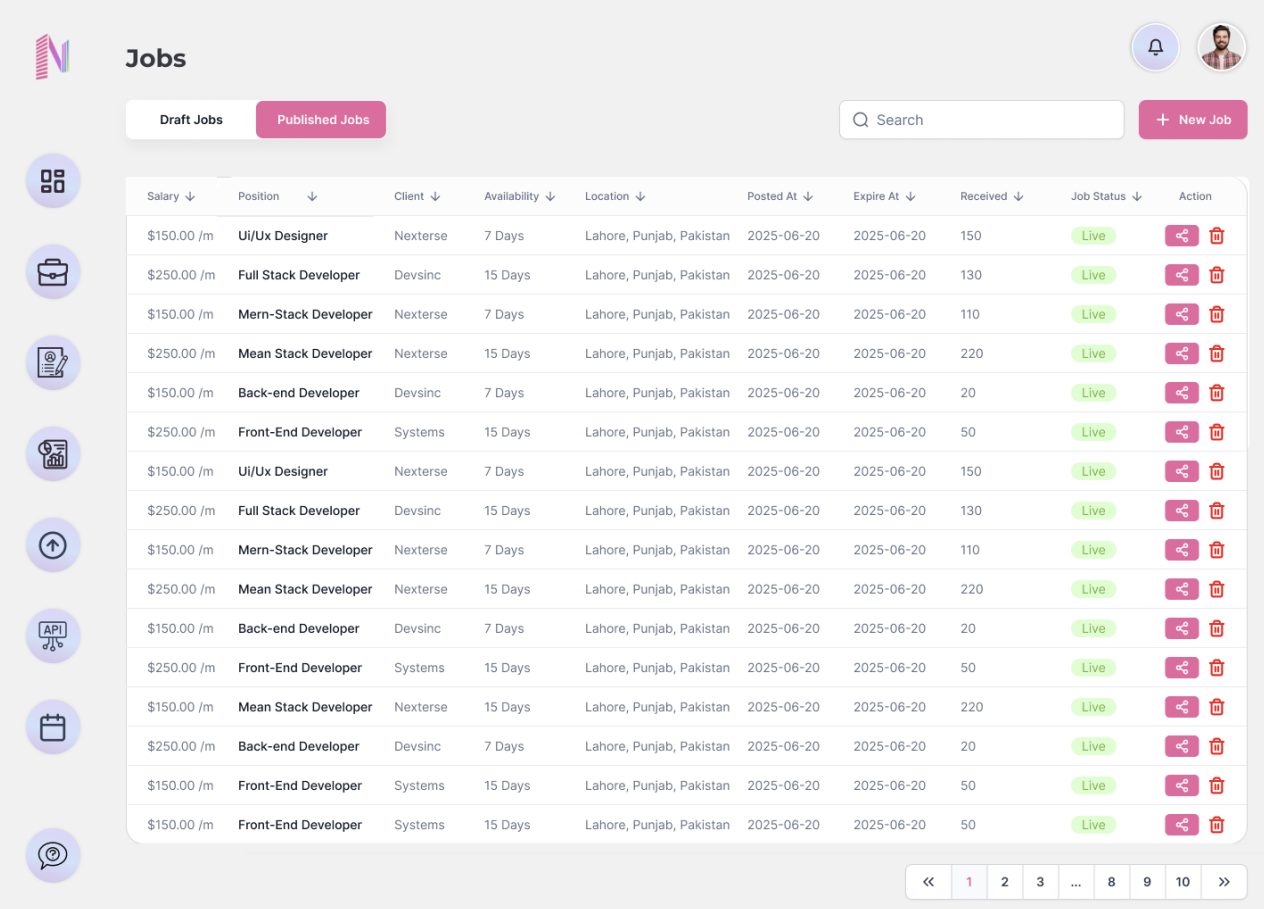 N
Jobs
Draft Jobs Published Jobs Search New Job
Salary Position Client Availability Location Posted At Expire At Received Job Status Action
$150.00 /m Ui/Ux Designer Nexterse 7 Days Lahore, Punjab, Pakistan 2025-06-20 2025-06-20 150 Live
$250.00 /m Full Stack Developer Devsinc 15 Days Lahore, Punjab, Pakistan 2025-06-20 2025-06-20 130 Live
$150.00 /m Mern-Stack Developer Nexterse 7 Days Lahore, Punjab, Pakistan 2025-06-20 2025-06-20 110 Live
$250.00 /m Mean Stack Developer Nexterse 15 Days Lahore, Punjab, Pakistan 2025-06-20 2025-06-20 220 Live
$150.00 /m Back-end Developer Devsinc 7 Days Lahore, Punjab, Pakistan 2025-06-20 2025-06-20 20 Live
$250.00 /m Front-End Developer Systems 15 Days Lahore, Punjab, Pakistan 2025-06-20 2025-06-20 50 Live
$150.00 /m Ui/Ux Designer Nexterse 7 Days Lahore, Punjab, Pakistan 2025-06-20 2025-06-20 150 Live
$250.00 /m Full Stack Developer Devsinc 15 Days Lahore, Punjab, Pakistan 2025-06-20 2025-06-20 130 Live
$150.00 /m Mern-Stack Developer Nexterse 7 Days Lahore, Punjab, Pakistan 2025-06-20 2025-06-20 110 Live
$250.00 /m Mean Stack Developer Nexterse 15 Days Lahore, Punjab, Pakistan 2025-06-20 2025-06-20 220 Live
API
$150.00 /m Back-end Developer Devsinc 7 Days Lahore, Punjab, Pakistan 2025-06-20 2025-06-20 20 Live
$250.00 /m Front-End Developer Systems 15 Days Lahore, Punjab, Pakistan 2025-06-20 2025-06-20 50 Live
$150.00 /m Mean Stack Developer Nexterse 15 Days Lahore, Punjab, Pakistan 2025-06-20 2025-06-20 220 Live
$250.00 /m Back-end Developer Devsinc 7 Days Lahore, Punjab, Pakistan 2025-06-20 2025-06-20 20 Live
$150.00 /m Front-End Developer Systems 15 Days Lahore, Punjab, Pakistan 2025-06-20 2025-06-20 50 Live
$150.00 /m Front-End Developer Systems 15 Days Lahore, Punjab, Pakistan 2025-06-20 2025-06-20 50 Live
1 2 3 ... 8 9 10